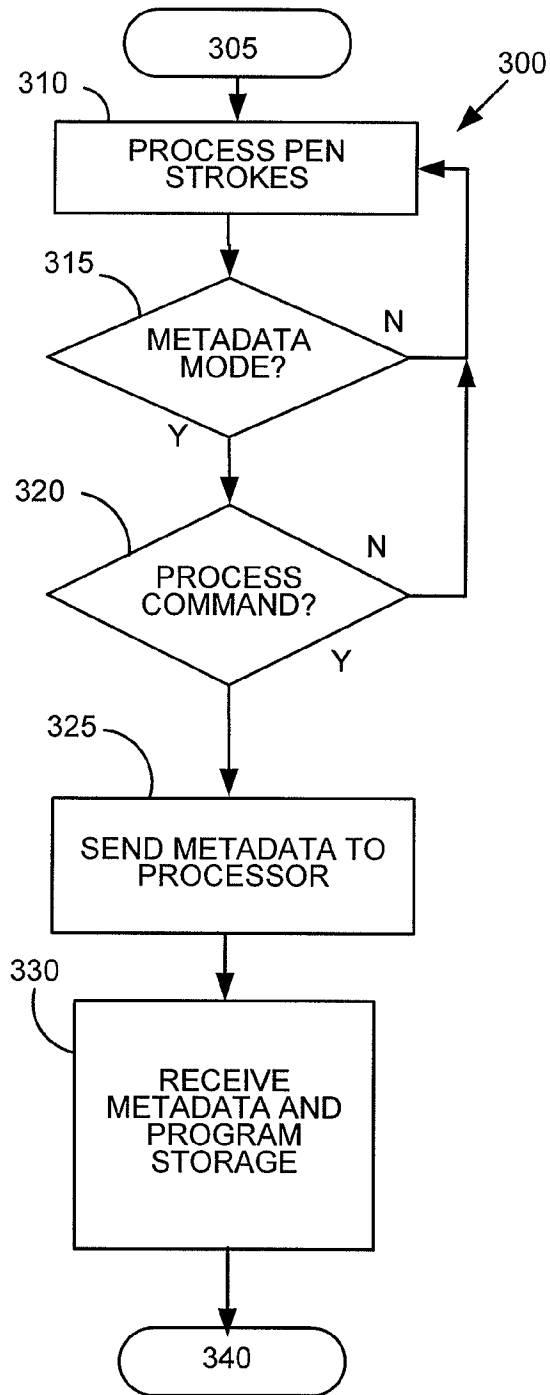 305
310
300
PROCESS PEN
STROKES
315
METADATA
MODE?
N
Y
320
PROCESS
COMMAND?
N
Y
325
SEND METADATA TO
PROCESSOR
330
RECEIVE
METADATA AND
PROGRAM
STORAGE
340